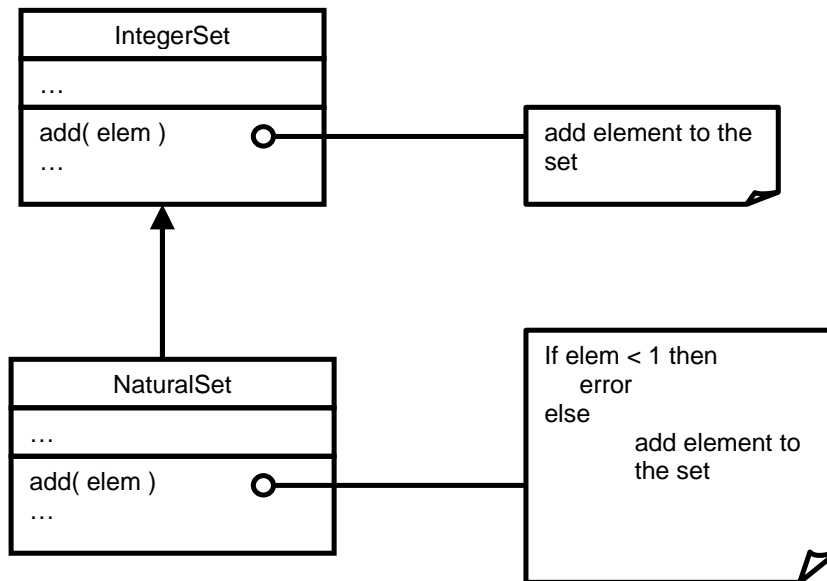 IntegerSet
…
add( elem )
…
add element to the
set
NaturalSet
…
add( elem )
…
If elem < 1 then
error
else
add element to
the set